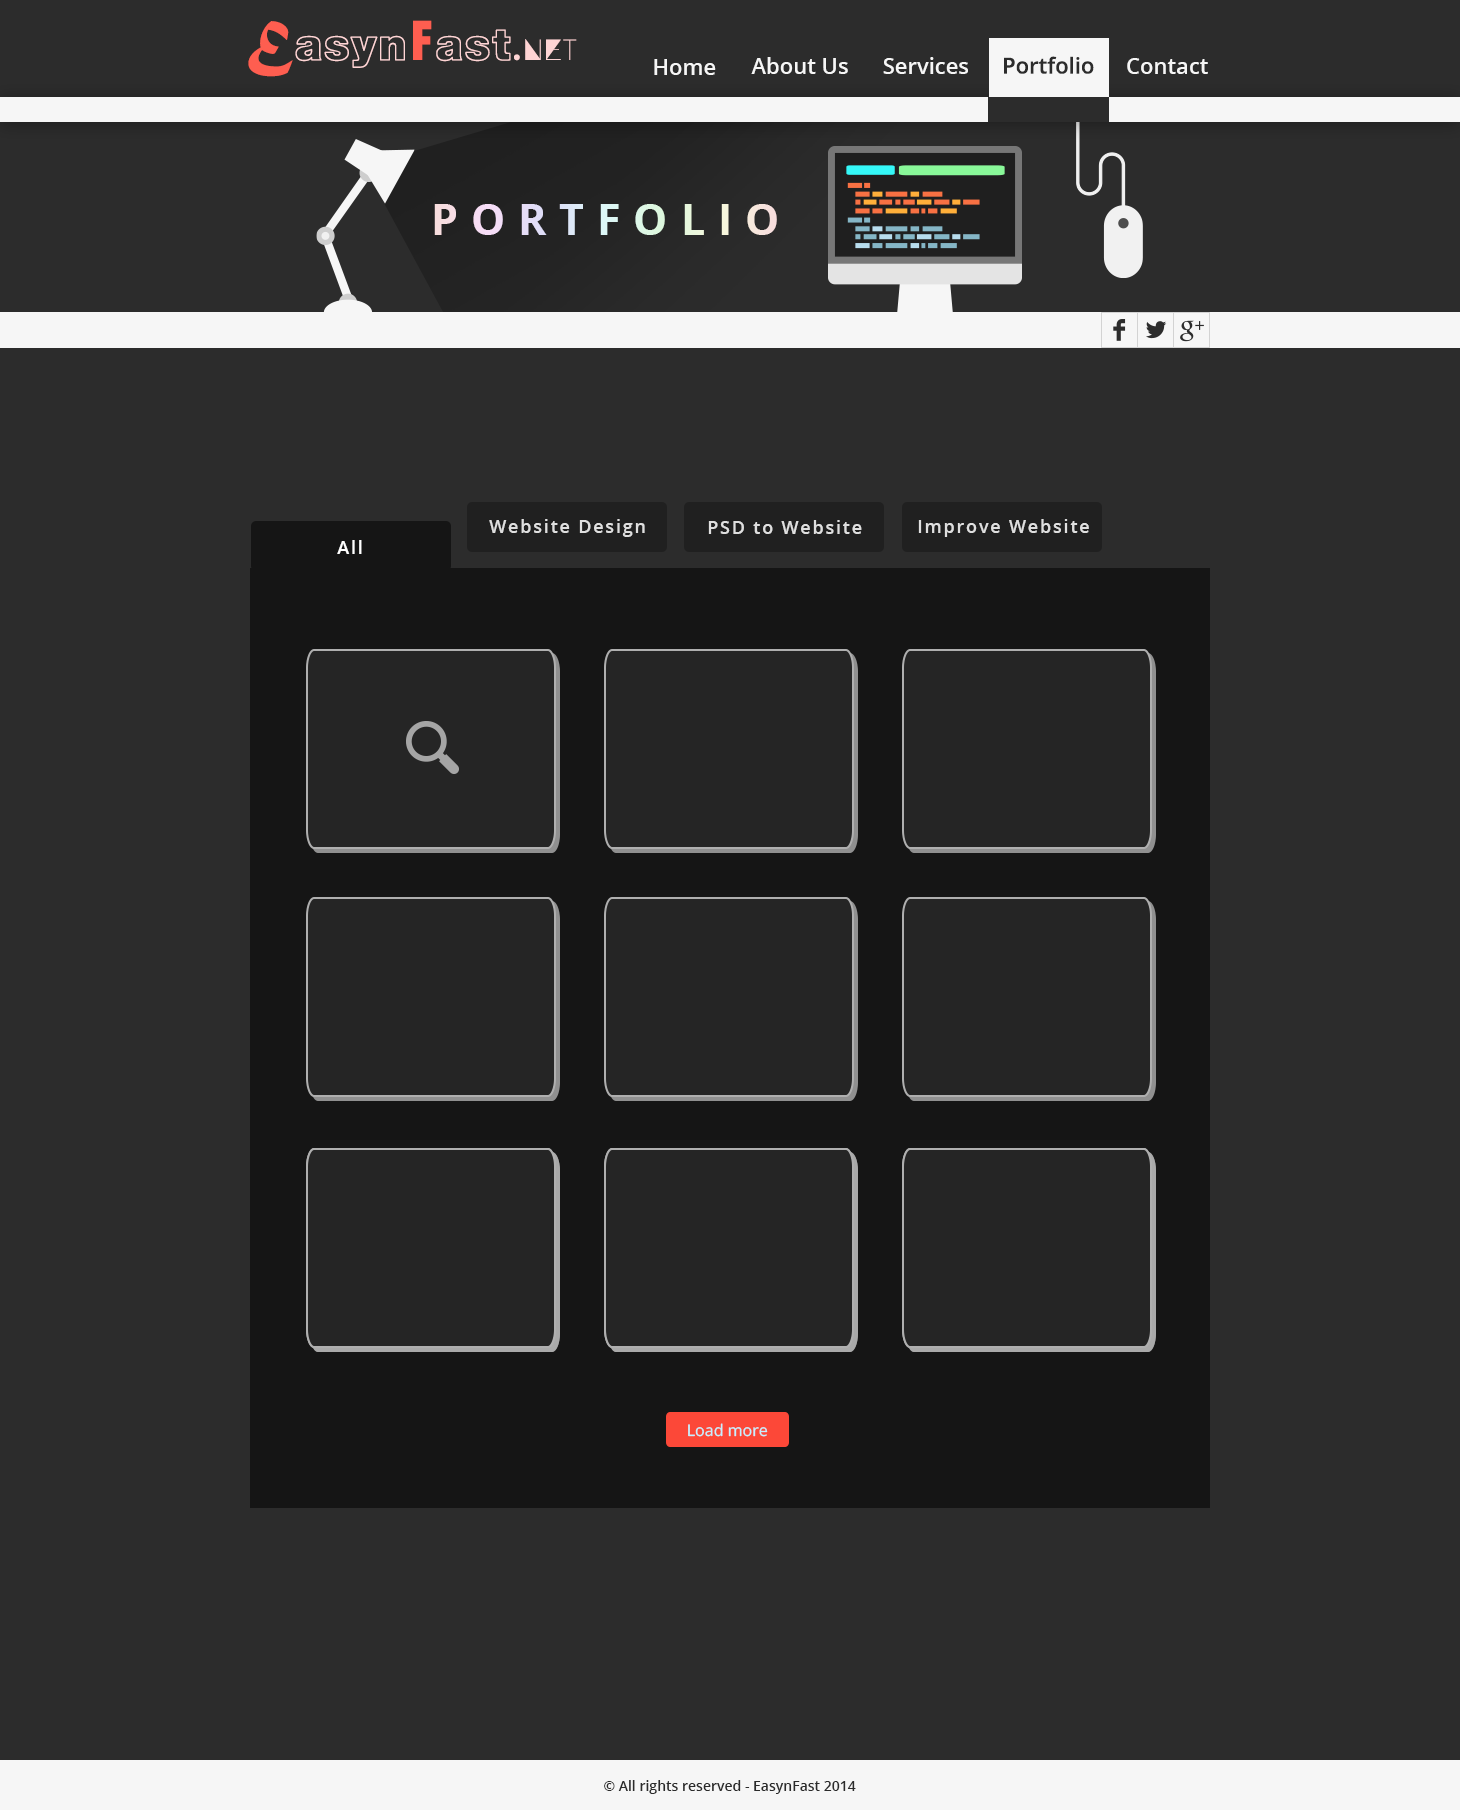 EasynFast.NET
Home About Us Services Portfolio Contact
PORTFOLIO
f g+
All Website Design PSD to Website Improve Website
Load more
© All rights reserved - EasynFast 2014